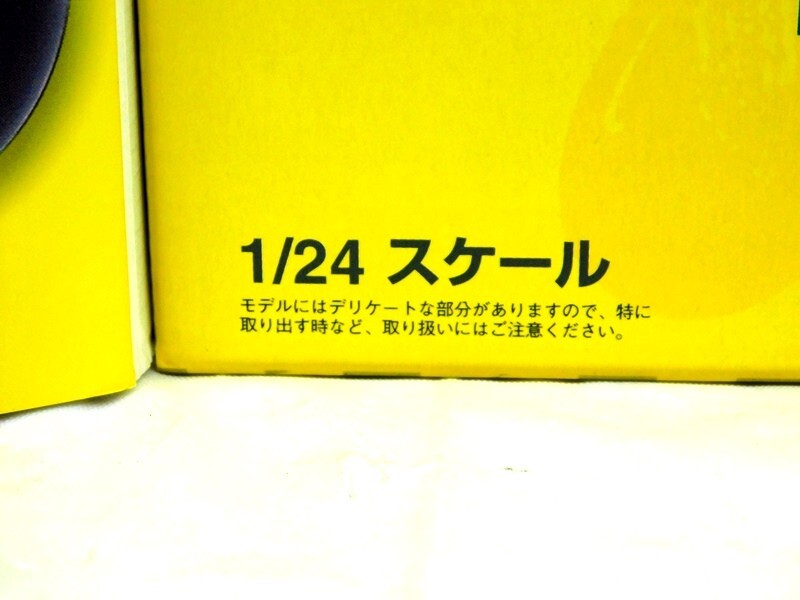 1/24 スケール
モデルにはデリケートな部分がありますので、特に
取り出す時など、取り扱いにはご注意ください。